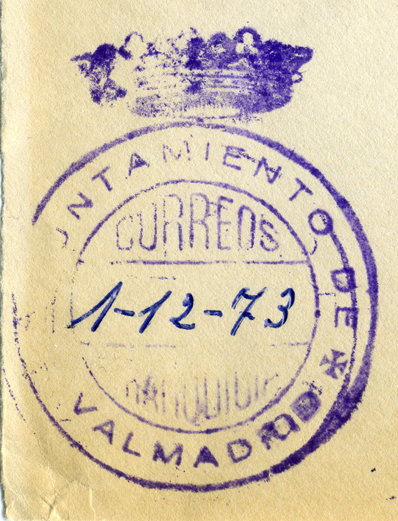 UNTAMIENTO DE
CORREOS
1-12-73
VALMADRID